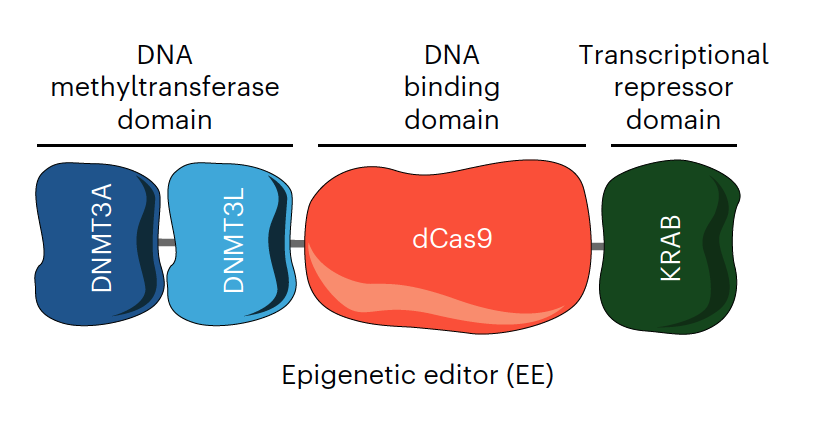 DNA
methyltransferase
domain
DNA
binding
domain
Transcriptional
repressor
domain
DNMT3A
DNMT3L
dCas9
KRAB
Epigenetic editor (EE)